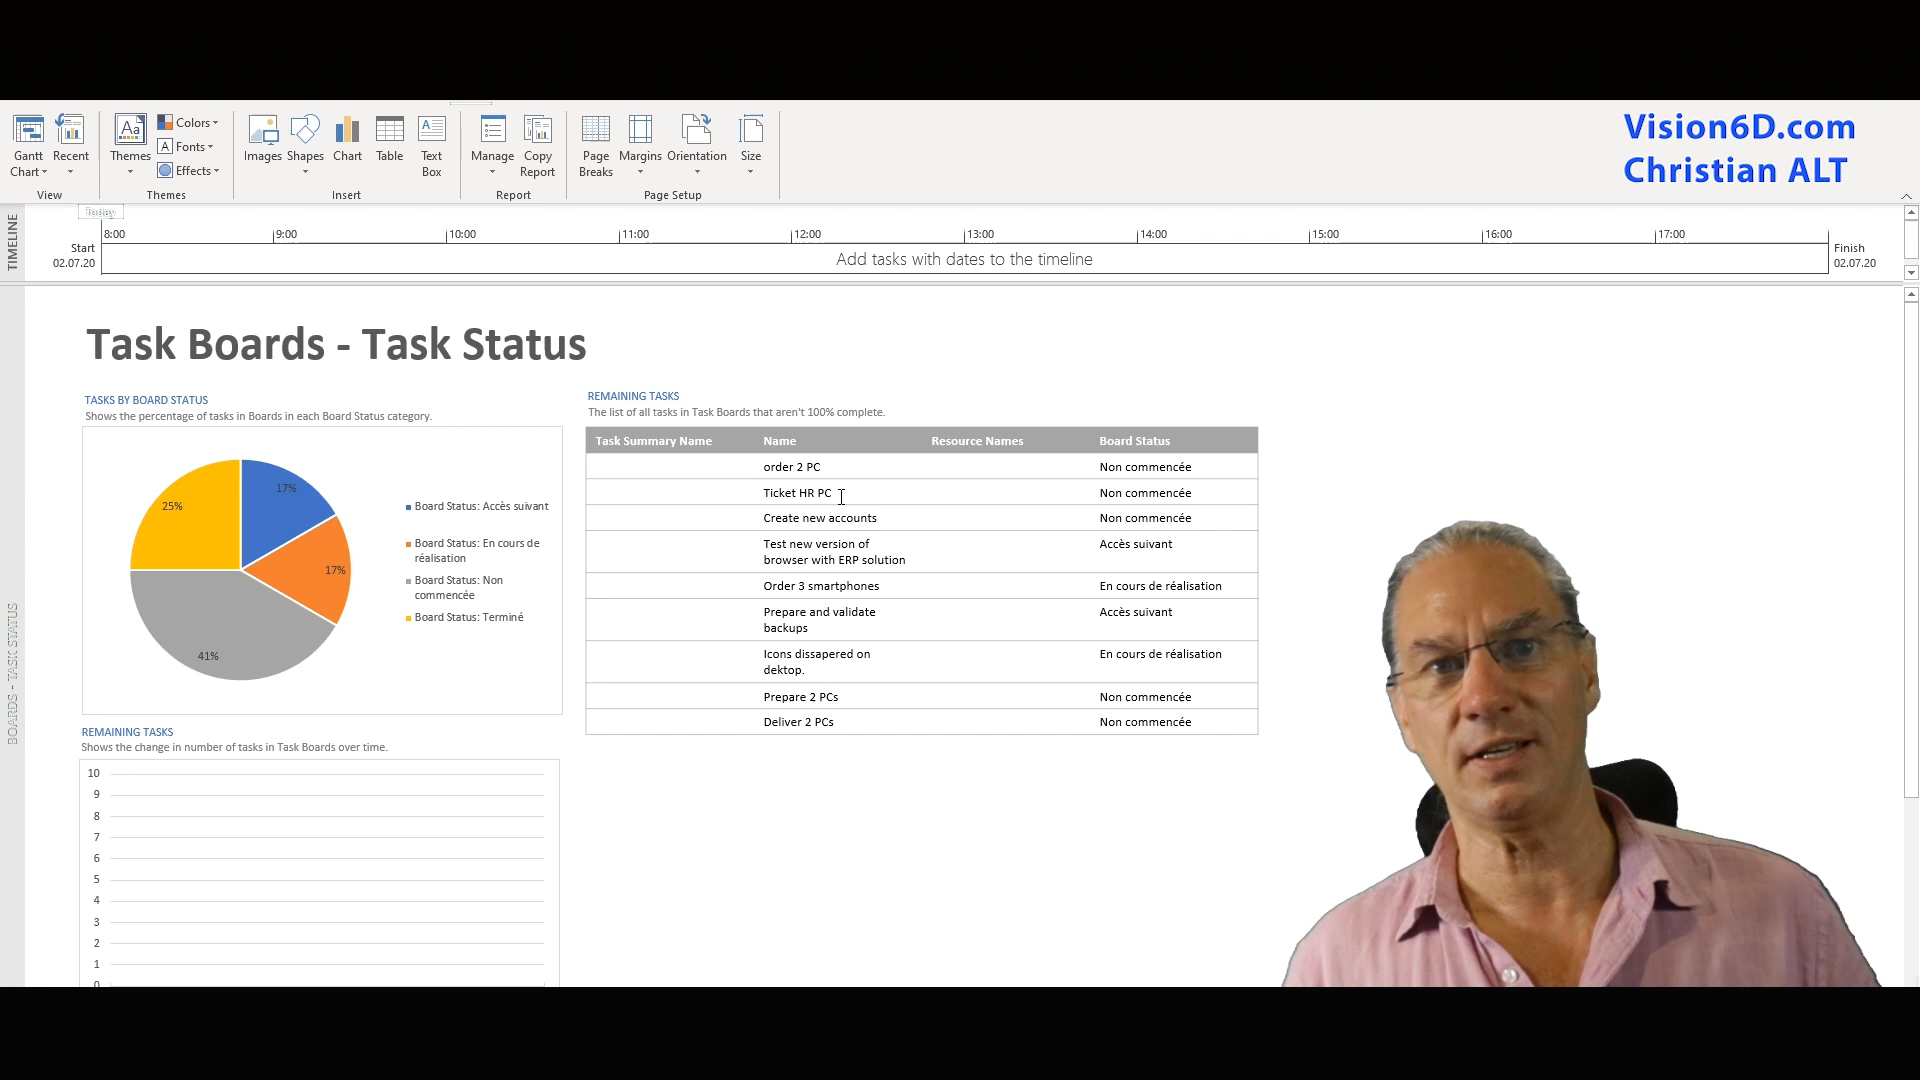 Vision6D.com
Christian ALT
Gantt Chart
Recent
Themes
Colors
Fonts
Effects
Images
Shapes
Chart
Table
Text Box
Manage
Copy Report
Page Breaks
Margins
Orientation
Size
View
Themes
Insert
Report
Page Setup
TIMELINE
Today
8:00 9:00 10:00 11:00 12:00 13:00 14:00 15:00 16:00 17:00
Start
02.07.20
Add tasks with dates to the timeline
Finish
02.07.20
BOARDS - TASK STATUS
Task Boards - Task Status
TASKS BY BOARD STATUS
Shows the percentage of tasks in Boards in each Board Status category.
17%
25%
17%
41%
Board Status: Accès suivant
Board Status: En cours de
réalisation
Board Status: Non
commencée
Board Status: Terminé
REMAINING TASKS
Shows the change in number of tasks in Task Boards over time.
10
9
8
7
6
5
4
3
2
1
0
REMAINING TASKS
The list of all tasks in Task Boards that aren't 100% complete.
Task Summary Name Name Resource Names Board Status
order 2 PC Non commencée
Ticket HR PC Non commencée
Create new accounts Non commencée
Test new version of Accès suivant
browser with ERP solution
Order 3 smartphones En cours de réalisation
Prepare and validate Accès suivant
backups
Icons dissapered on En cours de réalisation
dektop.
Prepare 2 PCs Non commencée
Deliver 2 PCs Non commencée